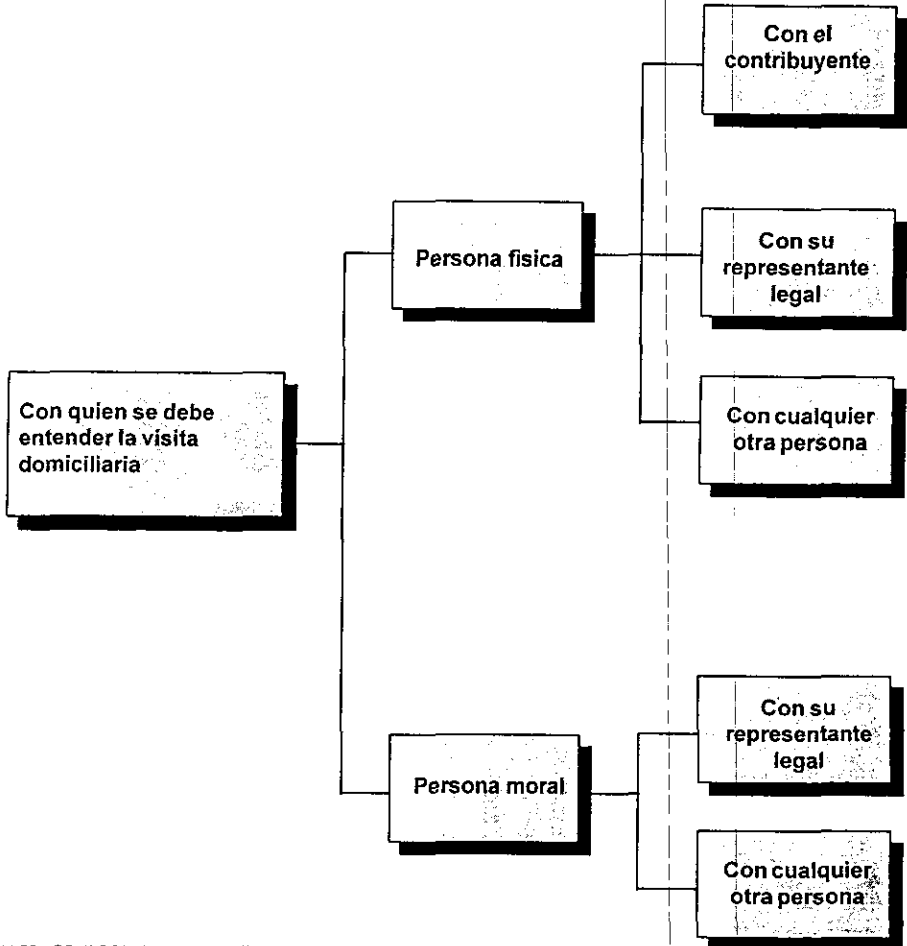 Con el
contribuyente
Persona fisica
Con su
representante
legal
Con quien se debe
entender la visita
domiciliaria
Con cualquier
otra persona
Persona moral
Con su
representante
legal
Con cualquier
otra persona